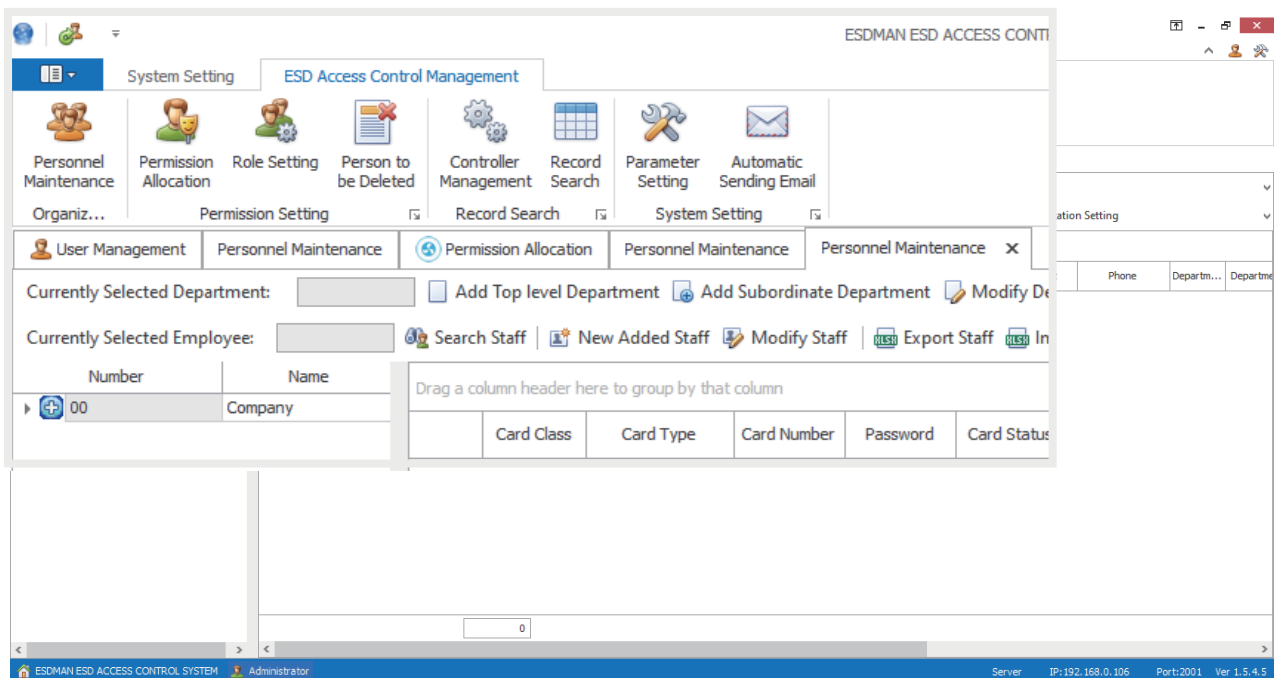 ESDMAN ESD ACCESS CONT
System Setting ESD Access Control Management
Personnel Maintenance Permission Allocation Role Setting Person to be Deleted Controller Management Record Search Parameter Setting Automatic Sending Email
Organiz... Permission Setting Record Search System Setting
ation Setting
User Management Personnel Maintenance Permission Allocation Personnel Maintenance Personnel Maintenance X
Phone Departm... Departme
Currently Selected Department: Add Top level Department Add Subordinate Department Modify De
Currently Selected Employee: Search Staff New Added Staff Modify Staff XLSX Export Staff XLSX In
Number Name
Drag a column header here to group by that column
00 Company
Card Class Card Type Card Number Password Card Status
0
ESDMAN ESD ACCESS CONTROL SYSTEM Administrator Server IP:192.168.0.106 Port:2001 Ver 1.5.4.5